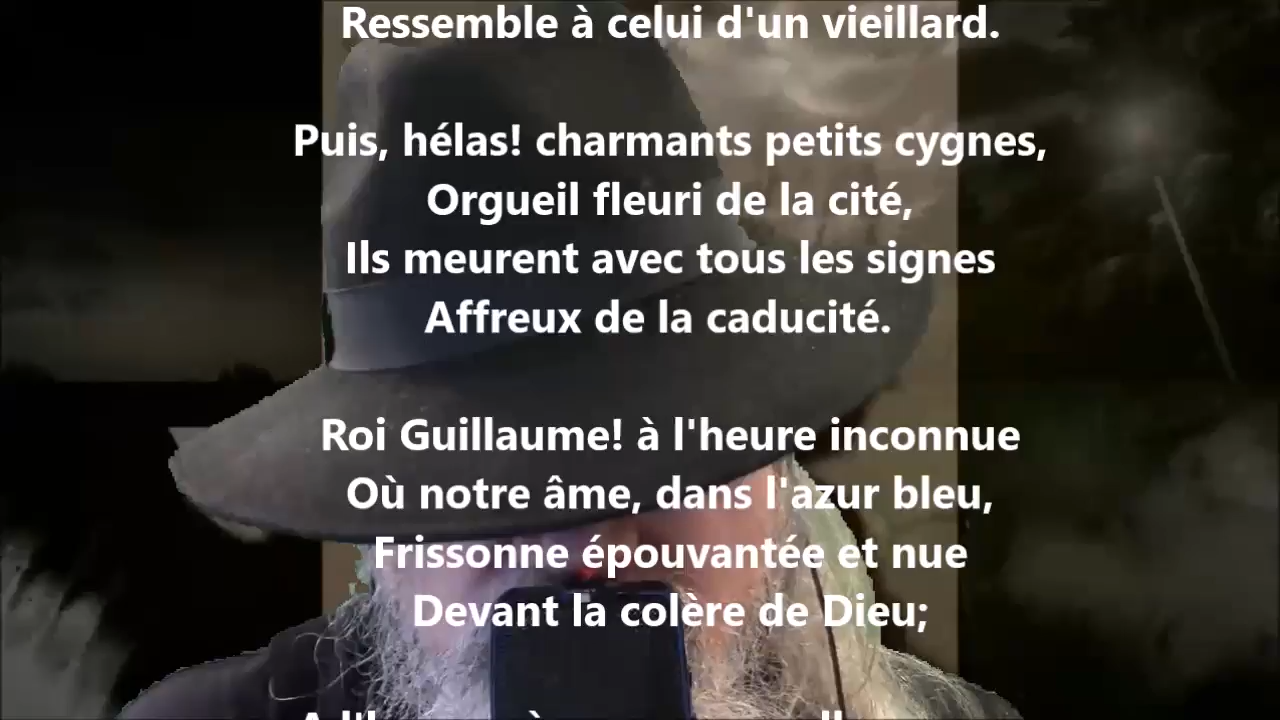 Ressemble à celui d'un vieillard.
Puis, hélas! charmants petits cygnes,
Orgueil fleuri de la cité,
Ils meurent avec tous les signes
Affreux de la caducité.
Roi Guillaume! à l'heure inconnue
Où notre âme, dans l'azur bleu,
Frissonne épouvantée et nue
Devant la colère de Dieu;